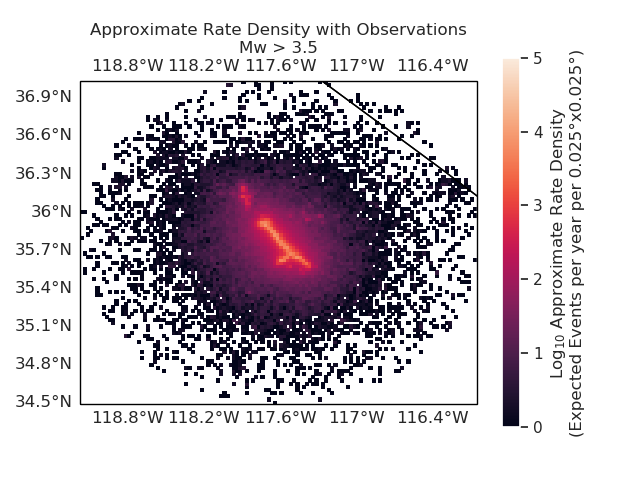 Approximate Rate Density with Observations
Mw > 3.5
118.8°W 118.2°W 117.6°W 117°W 116.4°W
36.9°N
36.6°N
36.3°N
36°N
35.7°N
35.4°N
35.1°N
34.8°N
34.5°N
118.8°W 118.2°W 117.6°W 117°W 116.4°W
5
4
3
2
1
0
Log₁₀ Approximate Rate Density
(Expected Events per year per 0.025°x0.025°)